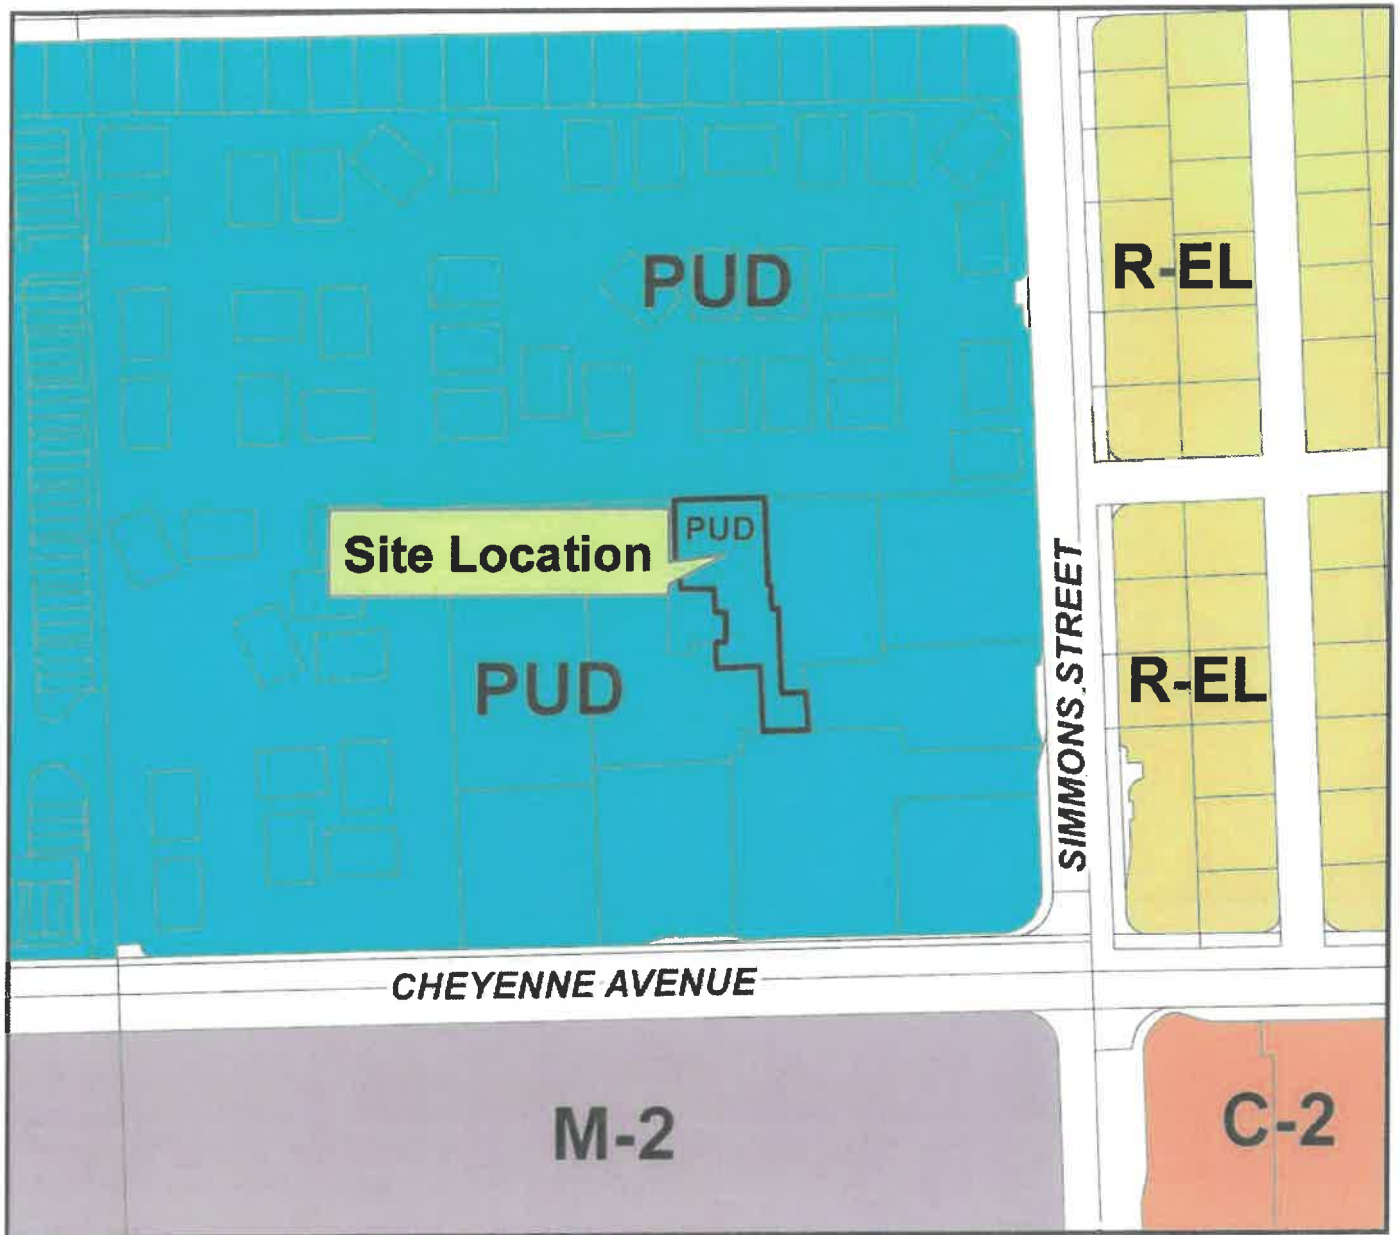 PUD
R-EL
PUD
Site Location
SIMMONS STREET
PUD
R-EL
CHEYENNE AVENUE
M-2
C-2